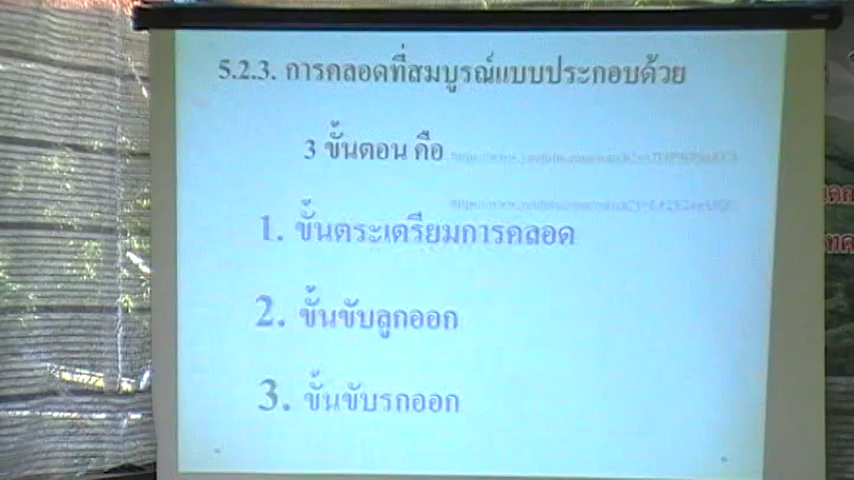 5.2.3. การคลอดที่สมบูรณ์แบบประกอบด้วย
3 ขั้นตอน คือ
1. ขั้นตระเตรียมการคลอด
2. ขั้นขับลูกออก
3. ขั้นขับรกออก